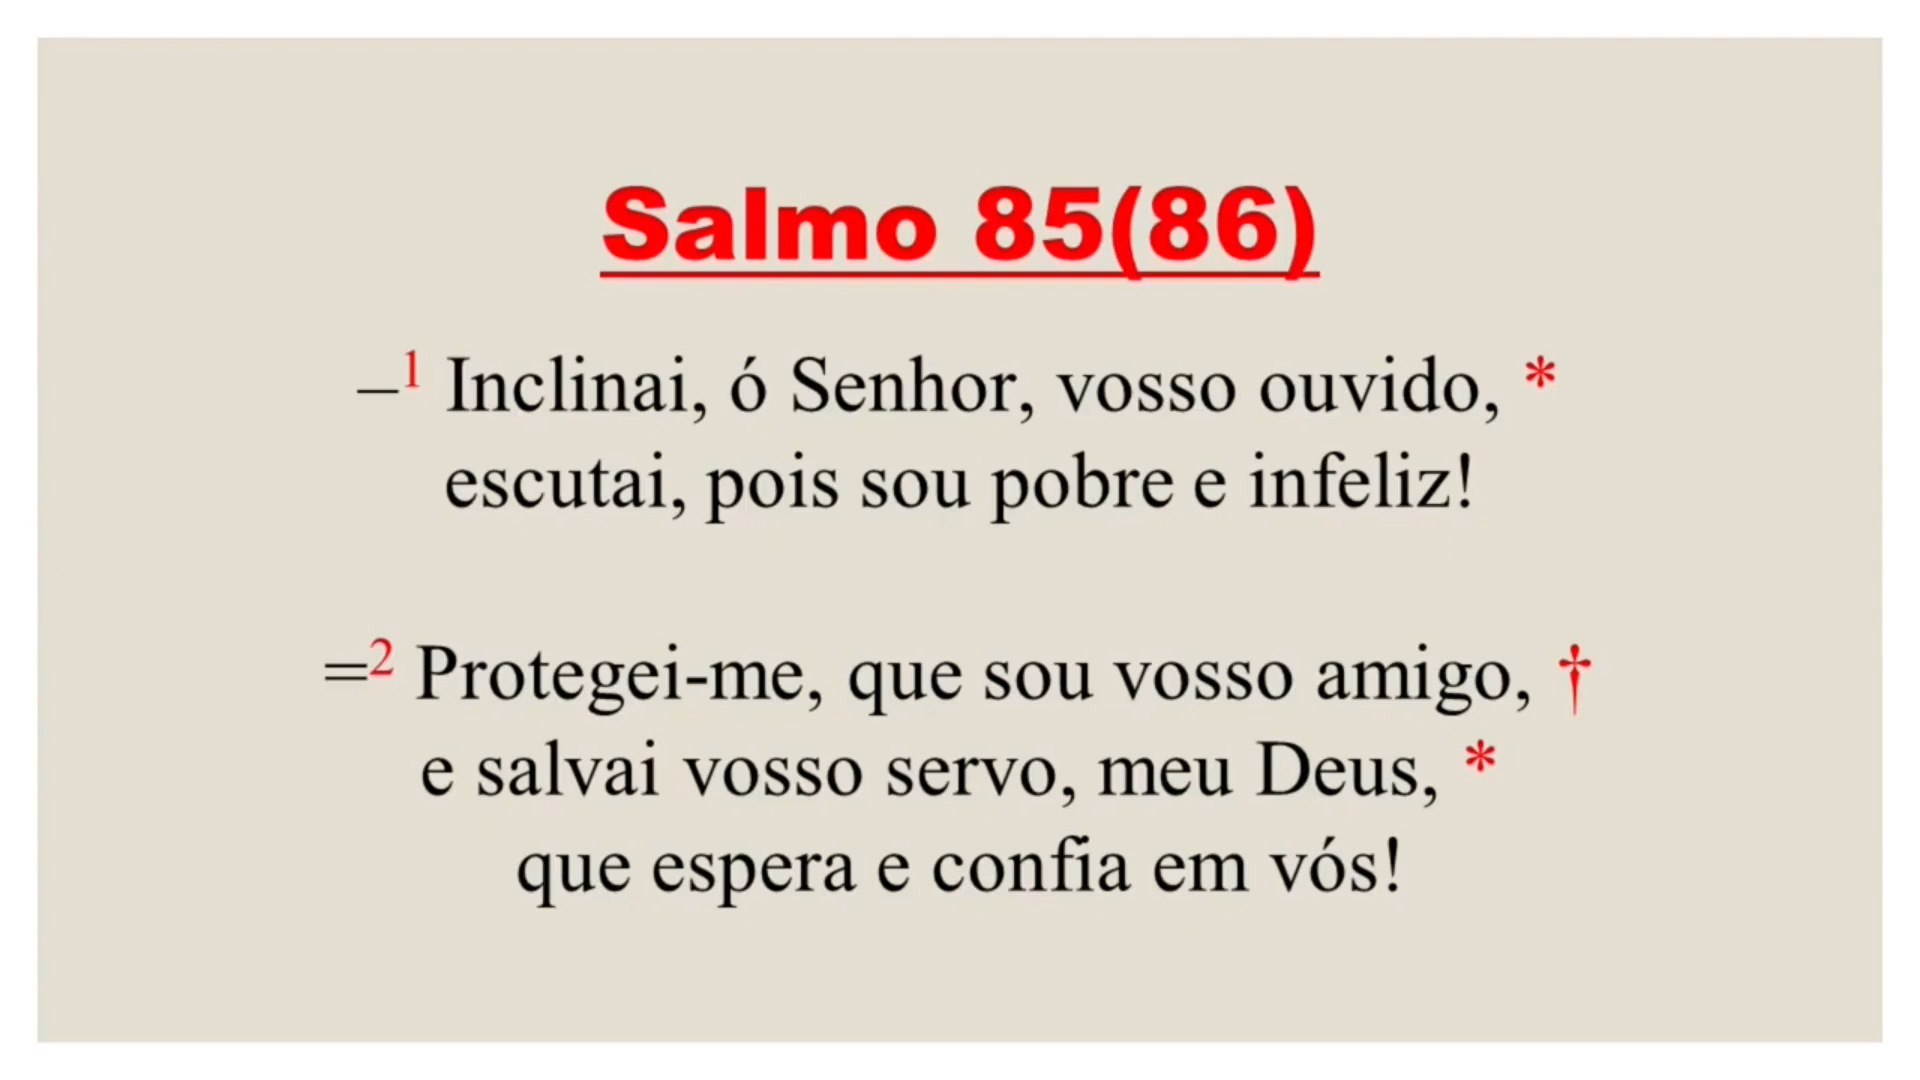 Salmo 85(86)
–1 Inclinai, ó Senhor, vosso ouvido, *
escutai, pois sou pobre e infeliz!
=2 Protegei-me, que sou vosso amigo, †
e salvai vosso servo, meu Deus, *
que espera e confia em vós!